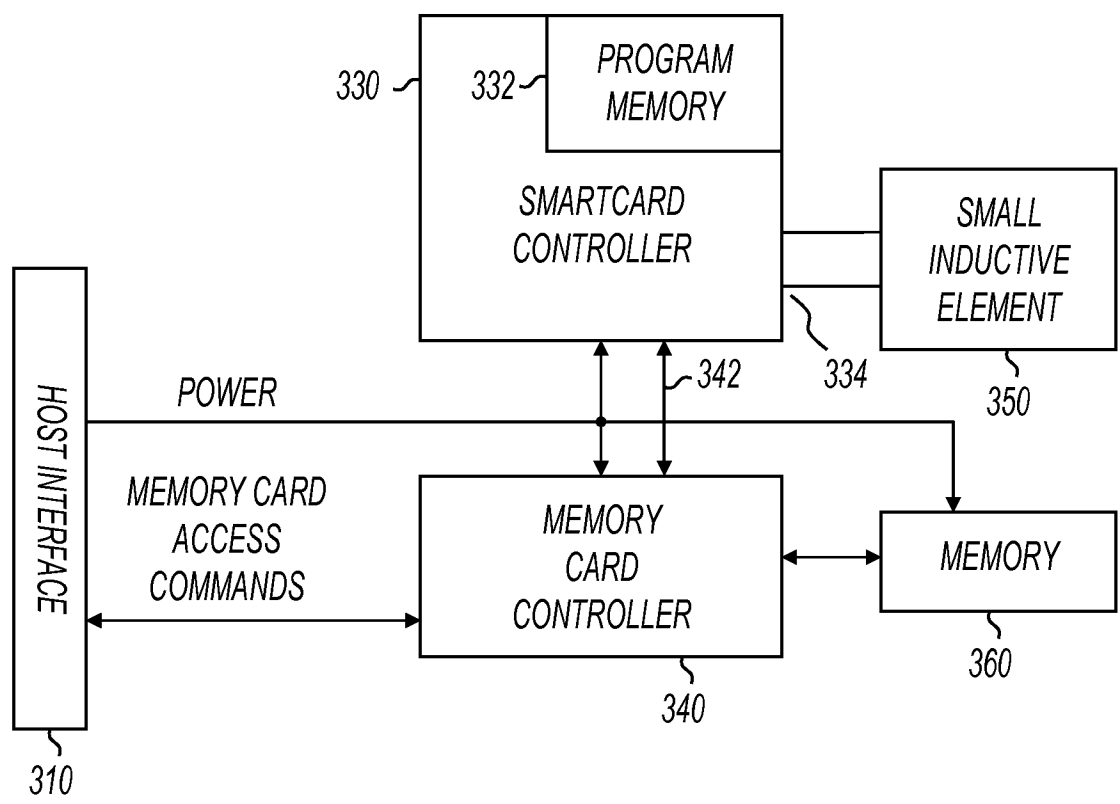 330
332
PROGRAM
MEMORY
SMARTCARD
CONTROLLER
SMALL
INDUCTIVE
ELEMENT
334
350
342
HOST INTERFACE
POWER
MEMORY CARD
ACCESS
COMMANDS
MEMORY
CARD
CONTROLLER
MEMORY
360
340
310